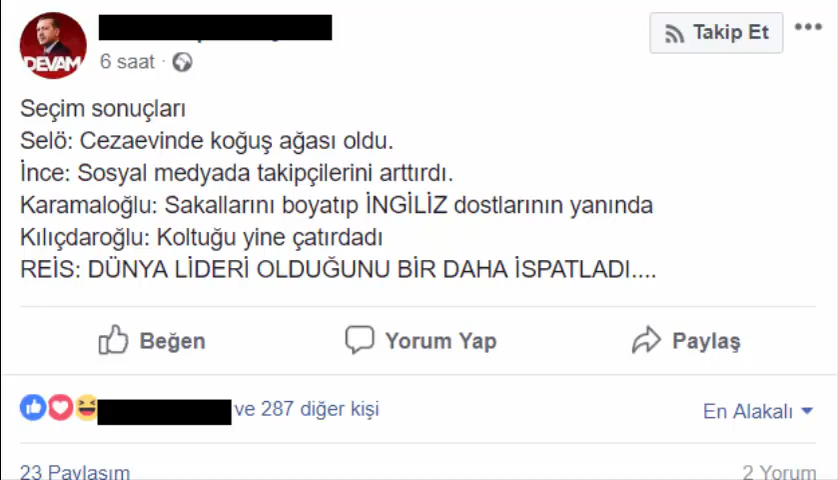 DEVAM
Takip Et
6 saat ·
Seçim sonuçları
Selö: Cezaevinde koğuş ağası oldu.
İnce: Sosyal medyada takipçilerini arttırdı.
Karamaloğlu: Sakallarını boyatıp İNGİLİZ dostlarının yanında
Kılıçdaroğlu: Koltuğu yine çatırdadı
REİS: DÜNYA LİDERİ OLDUĞUNU BİR DAHA İSPATLADI....
Beğen Yorum Yap Paylaş
ve 287 diğer kişi En Alakalı
23 Paylaşım 2 Yorum